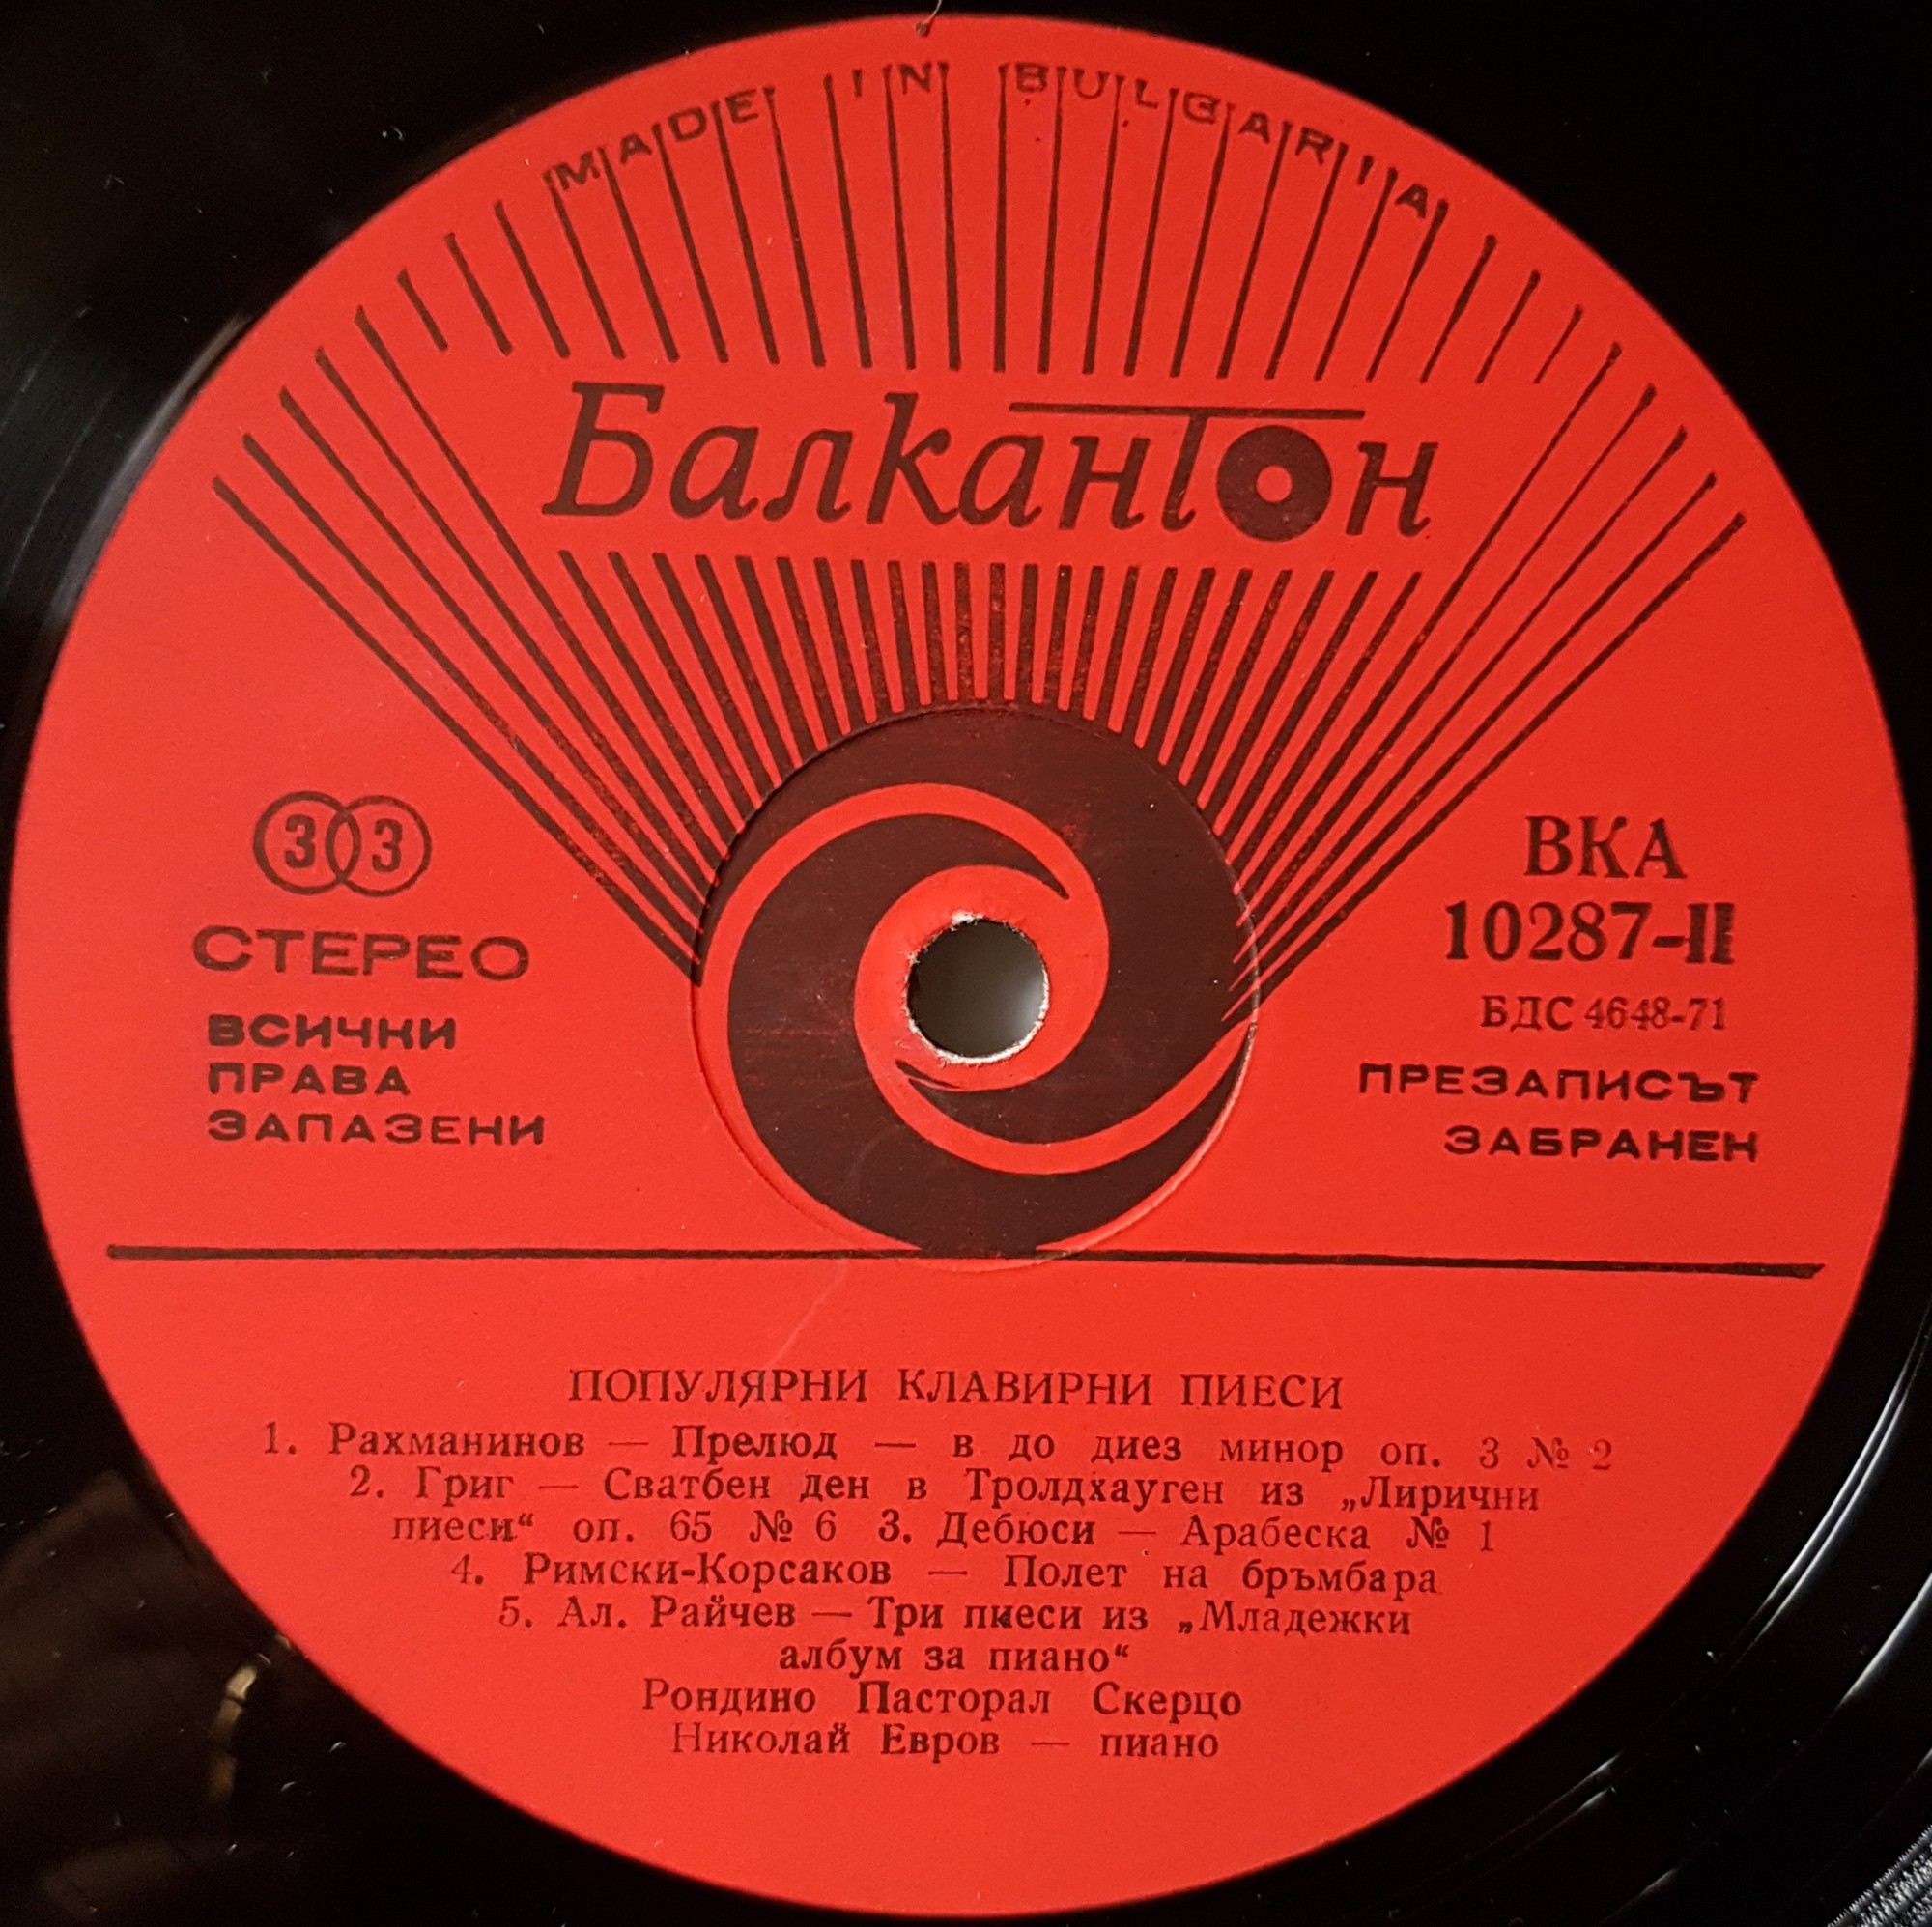 MADE IN BULGARIA
Балкантон
33
СТЕРЕО
ВСИЧКИ
ПРАВА
ЗАПАЗЕНИ
ВКА
10287-II
БДС 4648-71
ПРЕЗАПИСЪТ
ЗАБРАНЕН
ПОПУЛЯРНИ КЛАВИРНИ ПИЕСИ
1. Рахманинов — Прелюд — в до диез минор оп. 3 № 2
2. Григ — Сватбен ден в Тролдхауген из „Лирични
пиеси“ оп. 65 № 6 3. Дебюси — Арабеска № 1
4. Римски-Корсаков — Полет на бръмбара
5. Ал. Райчев — Три пиеси из „Младежки
албум за пиано“
Рондино Пасторал Скерцо
Николай Евров — пиано